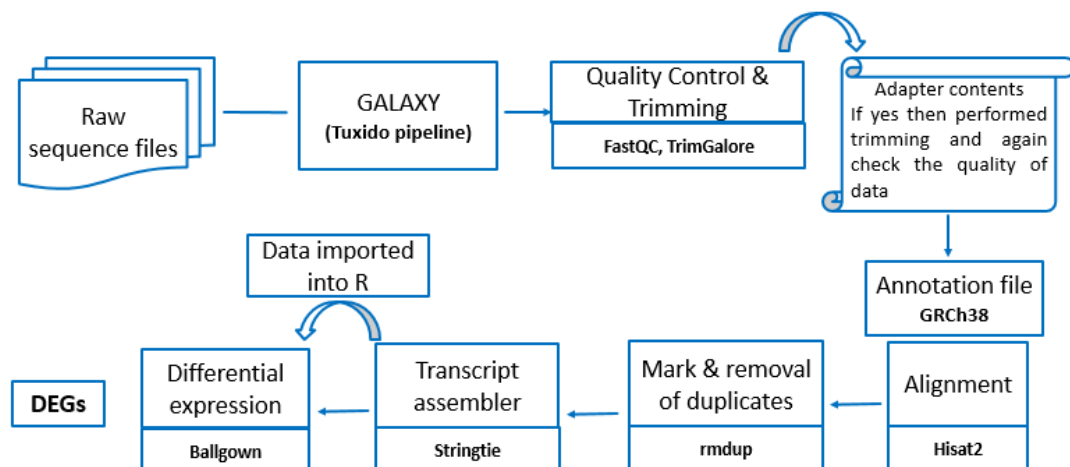 Raw
sequence files
GALAXY
(Tuxido pipeline)
Quality Control &
Trimming
FastQC, TrimGalore
Adapter contents
If yes then performed
trimming and again
check the quality of
data
Annotation file
GRCh38
Alignment
Hisat2
Mark & removal
of duplicates
rmdup
Transcript
assembler
Stringtie
Data imported
into R
Differential
expression
Ballgown
DEGs